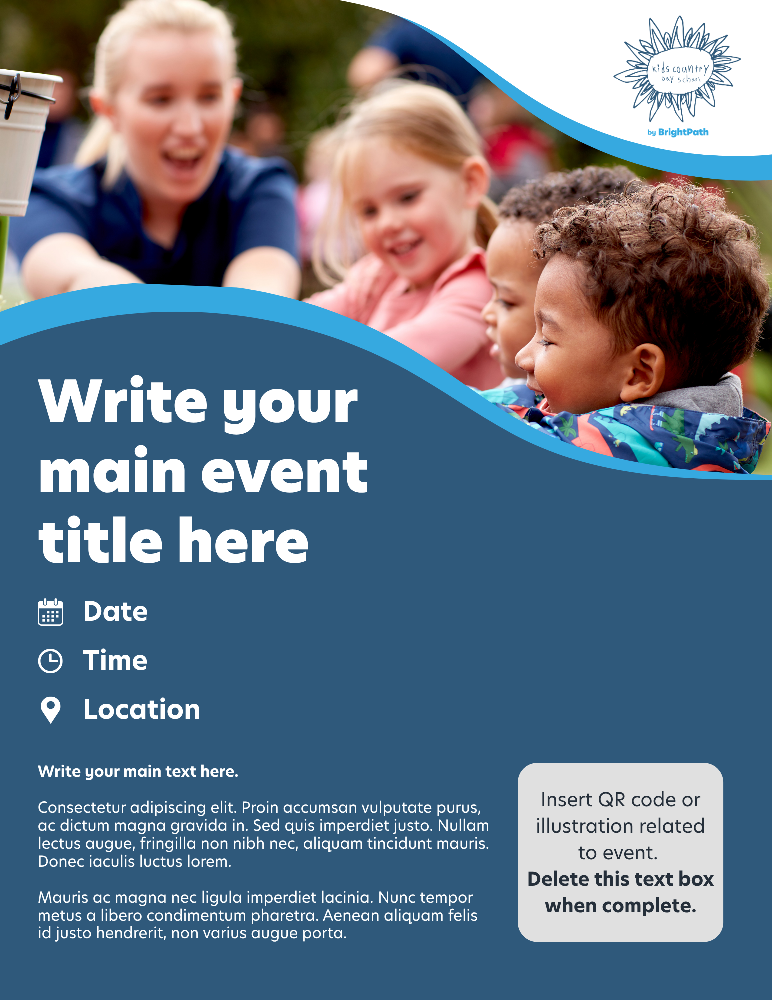 kids country
Day school
by BrightPath
Write your
main event
title here
Date
Time
Location
Write your main text here.
Consectetur adipiscing elit. Proin accumsan vulputate purus,
ac dictum magna gravida in. Sed quis imperdiet justo. Nullam
lectus augue, fringilla non nibh nec, aliquam tincidunt mauris.
Donec iaculis luctus lorem.
Mauris ac magna nec ligula imperdiet lacinia. Nunc tempor
metus a libero condimentum pharetra. Aenean aliquam felis
id justo hendrerit, non varius augue porta.
Insert QR code or
illustration related
to event.
Delete this text box
when complete.